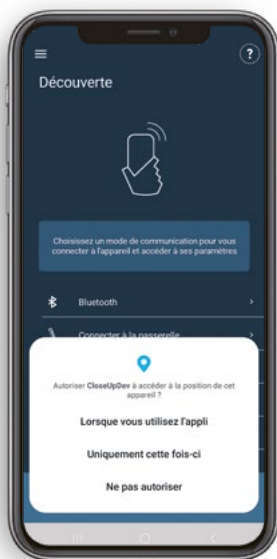 Découverte
Choisissez un mode de communication pour vous
connecter à l'appareil et accéder à ses paramètres
Bluetooth
Connecter à la passerelle
Autoriser CloseUpDev à accéder à la position de cet
appareil ?
Lorsque vous utilisez l'appli
Uniquement cette fois-ci
Ne pas autoriser